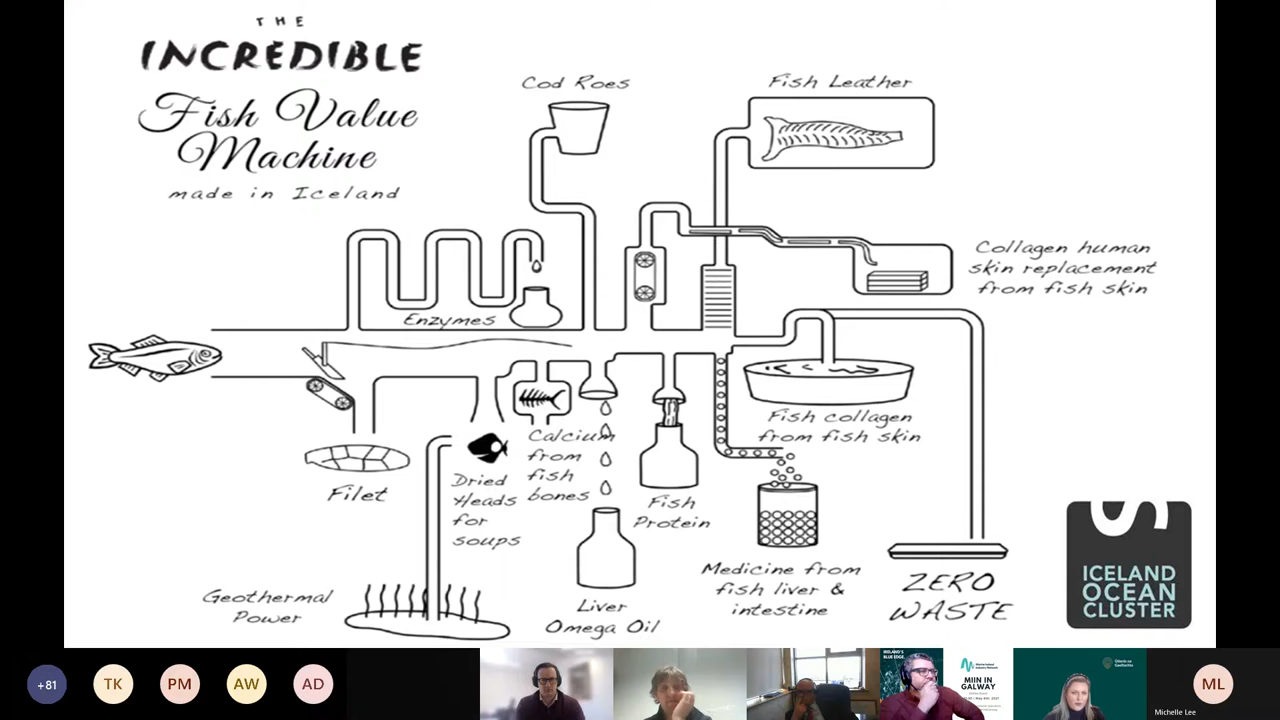 THE
INCREDIBLE
Fish Value
Machine
made in Iceland
Cod Roes
Fish Leather
Collagen human
skin replacement
from fish skin
Enzymes
Fish collagen
from fish skin
Calcium
from
fish
bones
Filet
Dried
Heads
for
soups
Fish
Protein
Medicine from
fish liver &
intestine
ZERO
WASTE
Geothermal
Power
Liver
Omega Oil
ICELAND
OCEAN
CLUSTER
+81
TK
PM
AW
AD
IRELAND'S
BLUE EDGE.
MIIN IN
GALWAY
ML
Michelle Lee